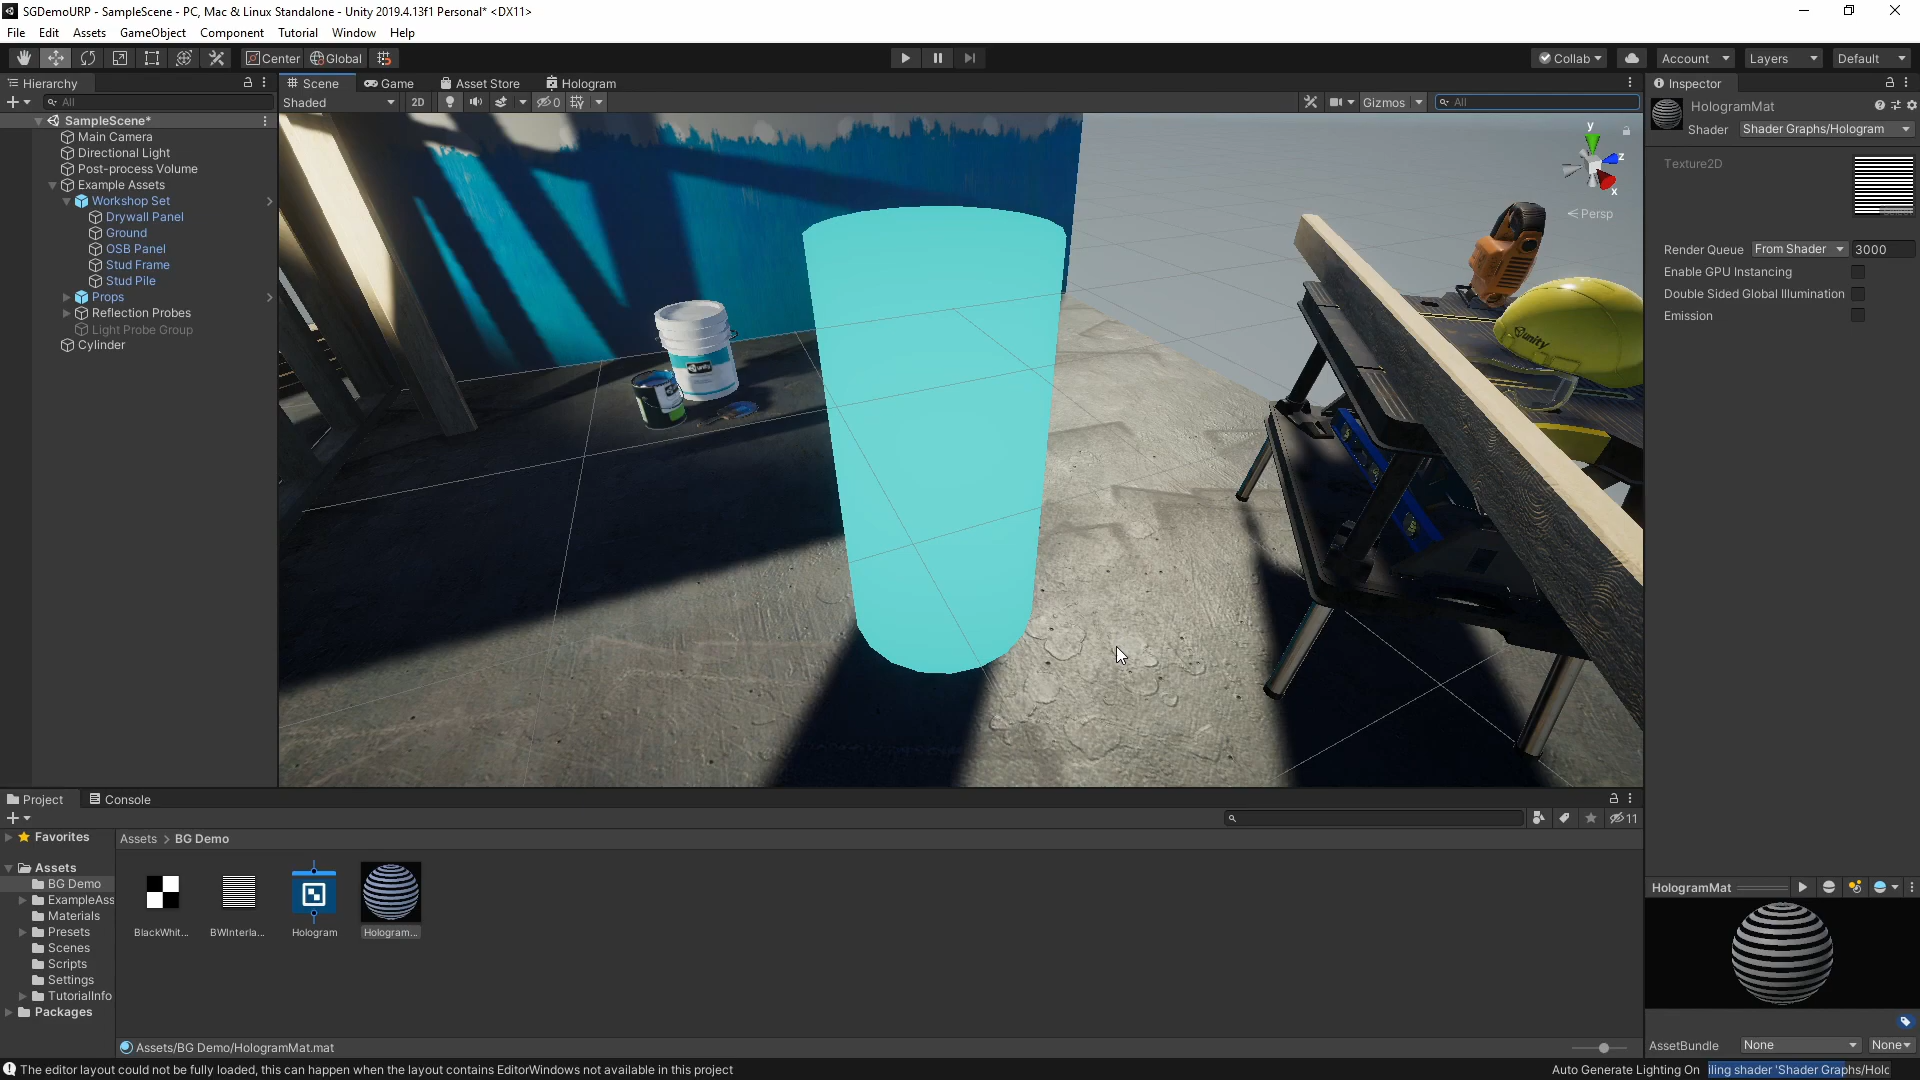 SGDemoURP - SampleScene - PC, Mac & Linux Standalone - Unity 2019.4.13f1 Personal* <DX11>
File Edit Assets GameObject Component Tutorial Window Help
Center Global Collab Account Layers Default
Hierarchy
All
SampleScene*
Main Camera
Directional Light
Post-process Volume
Example Assets
Workshop Set
Drywall Panel
Ground
OSB Panel
Stud Frame
Stud Pile
Props
Reflection Probes
Light Probe Group
Cylinder
Scene Game Asset Store Hologram
Shaded 2D 0 Gizmos All
y
z
x
Persp
unity
unity
Inspector
HologramMat
Shader Shader Graphs/Hologram
Texture2D
Render Queue From Shader 3000
Enable GPU Instancing
Double Sided Global Illumination
Emission
Project Console
11
Favorites
Assets
BG Demo
ExampleAss
Materials
Presets
Scenes
Scripts
Settings
TutorialInfo
Packages
Assets > BG Demo
BlackWhit... BWInterla... Hologram Hologram...
Assets/BG Demo/HologramMat.mat
HologramMat
AssetBundle None None
The editor layout could not be fully loaded, this can happen when the layout contains EditorWindows not available in this project
Auto Generate Lighting On iling shader 'Shader Graphs/Holo